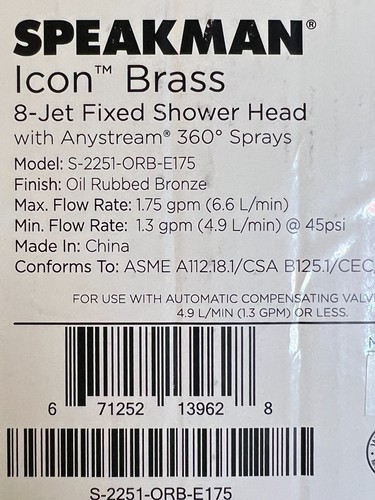 SPEAKMAN®
Icon™ Brass
8-Jet Fixed Shower Head
with Anystream® 360° Sprays
Model: S-2251-ORB-E175
Finish: Oil Rubbed Bronze
Max. Flow Rate: 1.75 gpm (6.6 L/min)
Min. Flow Rate: 1.3 gpm (4.9 L/min) @ 45psi
Made In: China
Conforms To: ASME A112.18.1/CSA B125.1/CEC,
FOR USE WITH AUTOMATIC COMPENSATING VALV
4.9 L/MIN (1.3 GPM) OR LESS.
6 71252 13962 8
S-2251-ORB-E175